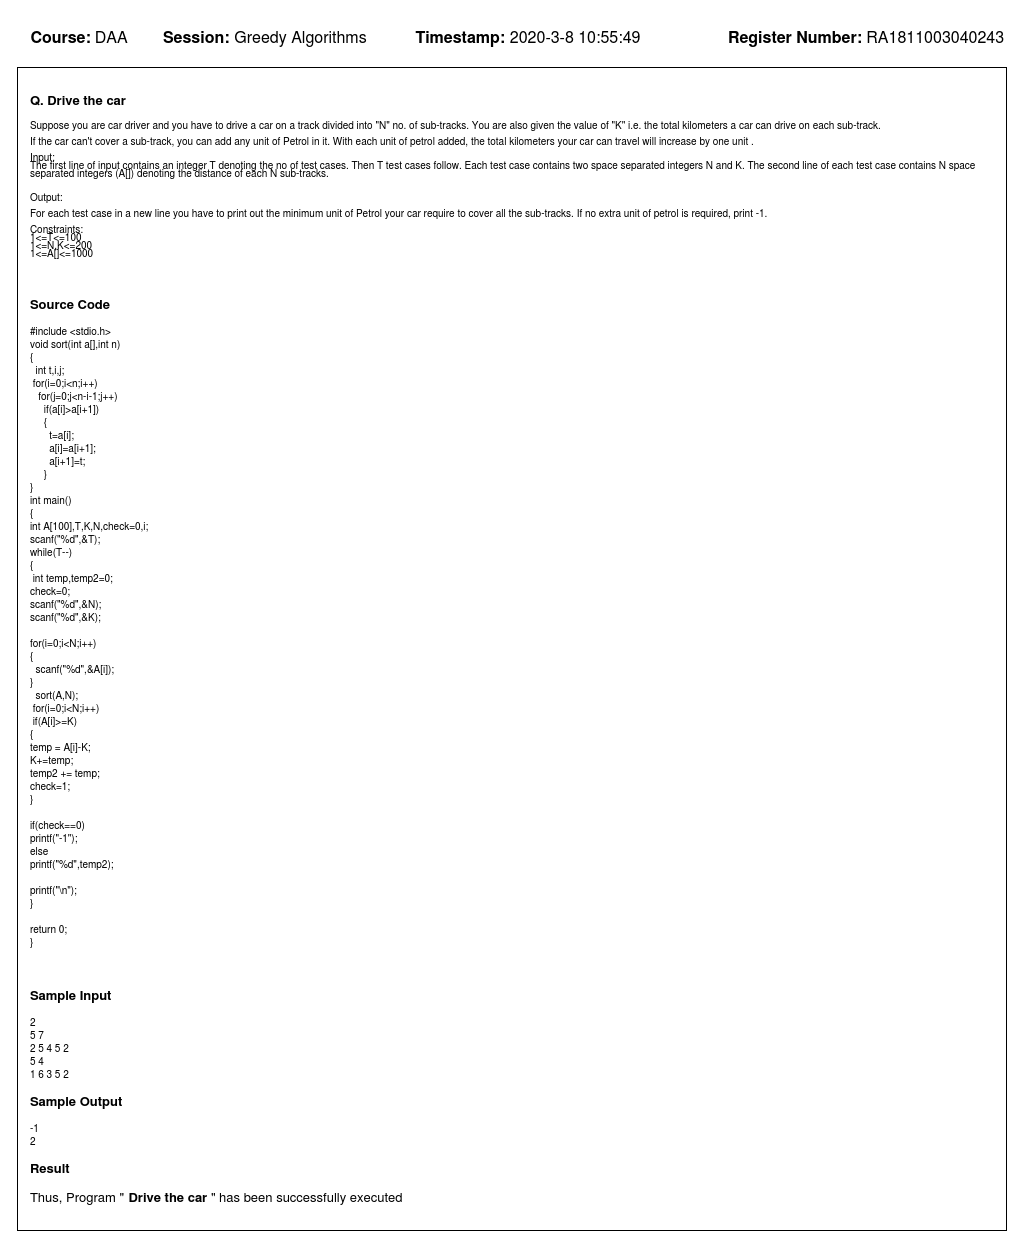 Course: DAA Session: Greedy Algorithms Timestamp: 2020-3-8 10:55:49 Register Number: RA1811003040243
Q. Drive the car
Suppose you are car driver and you have to drive a car on a track divided into "N" no. of sub-tracks. You are also given the value of "K" i.e. the total kilometers a car can drive on each sub-track.
If the car can't cover a sub-track, you can add any unit of Petrol in it. With each unit of petrol added, the total kilometers your car can travel will increase by one unit .
Input:
The first line of input contains an integer T denoting the no of test cases. Then T test cases follow. Each test case contains two space separated integers N and K. The second line of each test case contains N space
separated integers (A[]) denoting the distance of each N sub-tracks.
Output:
For each test case in a new line you have to print out the minimum unit of Petrol your car require to cover all the sub-tracks. If no extra unit of petrol is required, print -1.
Constraints:
1<=T<=100
1<=N,K<=200
1<=A[]<=1000
Source Code
#include <stdio.h>
void sort(int a[],int n)
{
int t,i,j;
for(i=0;i<n;i++)
for(j=0;j<n-i-1;j++)
if(a[i]>a[i+1])
{
t=a[i];
a[i]=a[i+1];
a[i+1]=t;
}
}
int main()
{
int A[100],T,K,N,check=0,i;
scanf("%d",&T);
while(T--)
{
int temp,temp2=0;
check=0;
scanf("%d",&N);
scanf("%d",&K);
for(i=0;i<N;i++)
{
scanf("%d",&A[i]);
}
sort(A,N);
for(i=0;i<N;i++)
if(A[i]>=K)
{
temp = A[i]-K;
K+=temp;
temp2 += temp;
check=1;
}
if(check==0)
printf("-1");
else
printf("%d",temp2);
printf("\n");
}
return 0;
}
Sample Input
2
5 7
2 5 4 5 2
5 4
1 6 3 5 2
Sample Output
-1
2
Result
Thus, Program " Drive the car " has been successfully executed